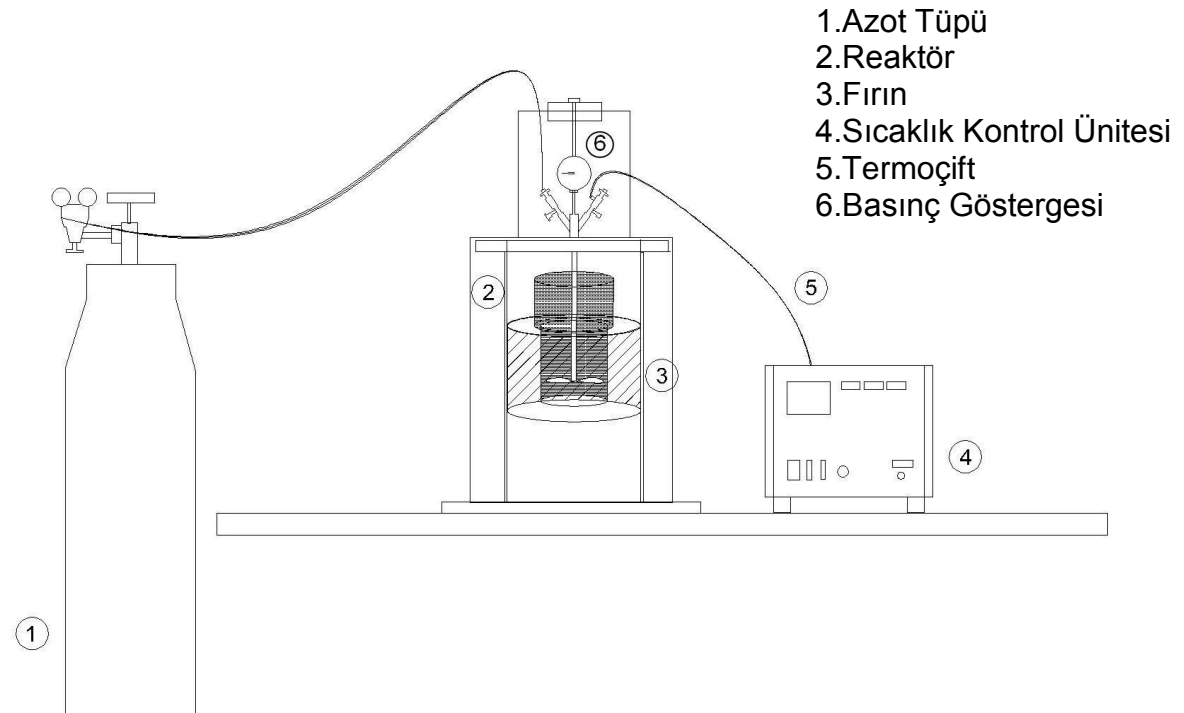 1.Azot Tüpü
2.Reaktör
3.Fırın
4.Sıcaklık Kontrol Ünitesi
5.Termoçift
6.Basınç Göstergesi
6
2
5
3
4
1